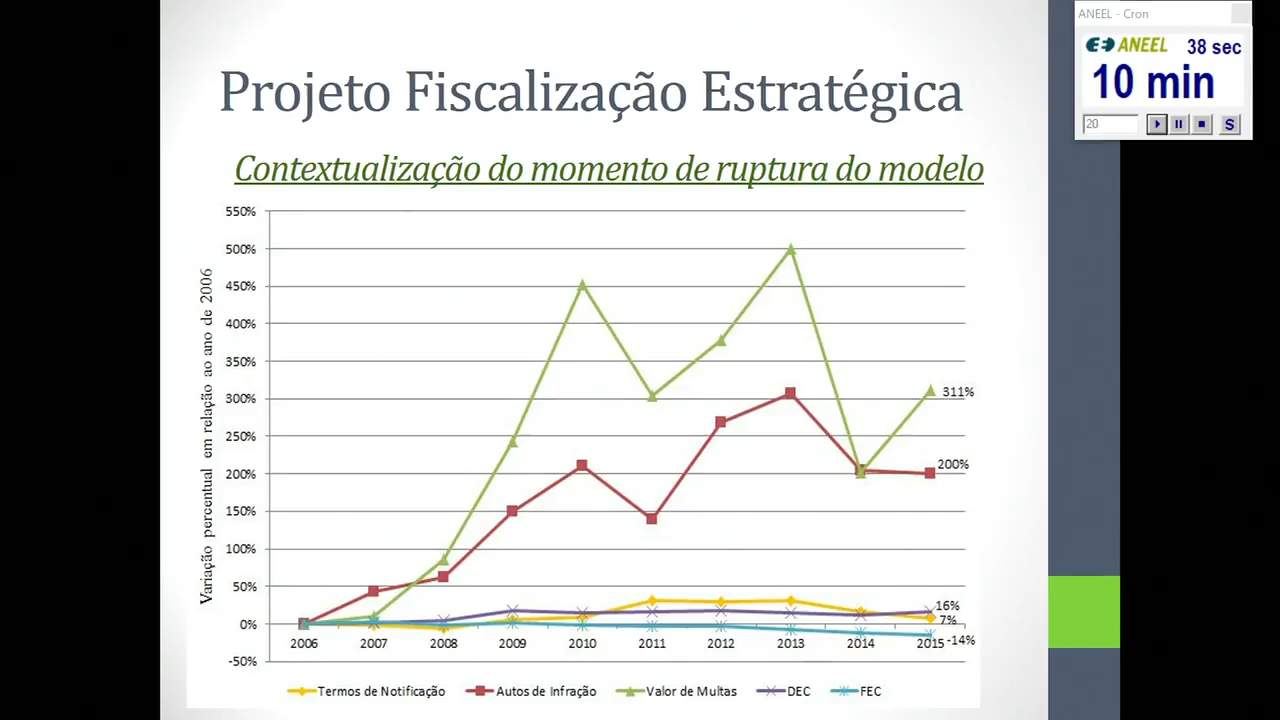 Projeto Fiscalização Estratégica
Contextualização do momento de ruptura do modelo
ANEEL - Cron
ANEEL 38 sec
10 min
20
S
Variação percentual em relação ao ano de 2006
550%
500%
450%
400%
350%
300%
250%
200%
150%
100%
50%
0%
-50%
311%
200%
16%
7%
-14%
2006 2007 2008 2009 2010 2011 2012 2013 2014 2015
Termos de Notificação Autos de Infração Valor de Multas DEC FEC